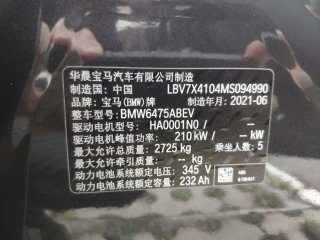 华晨宝马汽车有限公司制造
制造国: 中国 LBV7X4104MS094990
品牌: 宝马(BMW)牌 制造年月: 2021-06
整车型号: BMW6475ABEV
驱动电机型号: HA0001N0 / --
驱动电机峰值功率: 210 kW / -- kW
最大允许总质量: 2725 kg 乘坐人数: 5
最大允许牵引质量: -- kg
动力电池系统额定电压: 345 V
动力电池系统额定容量: 232 Ah